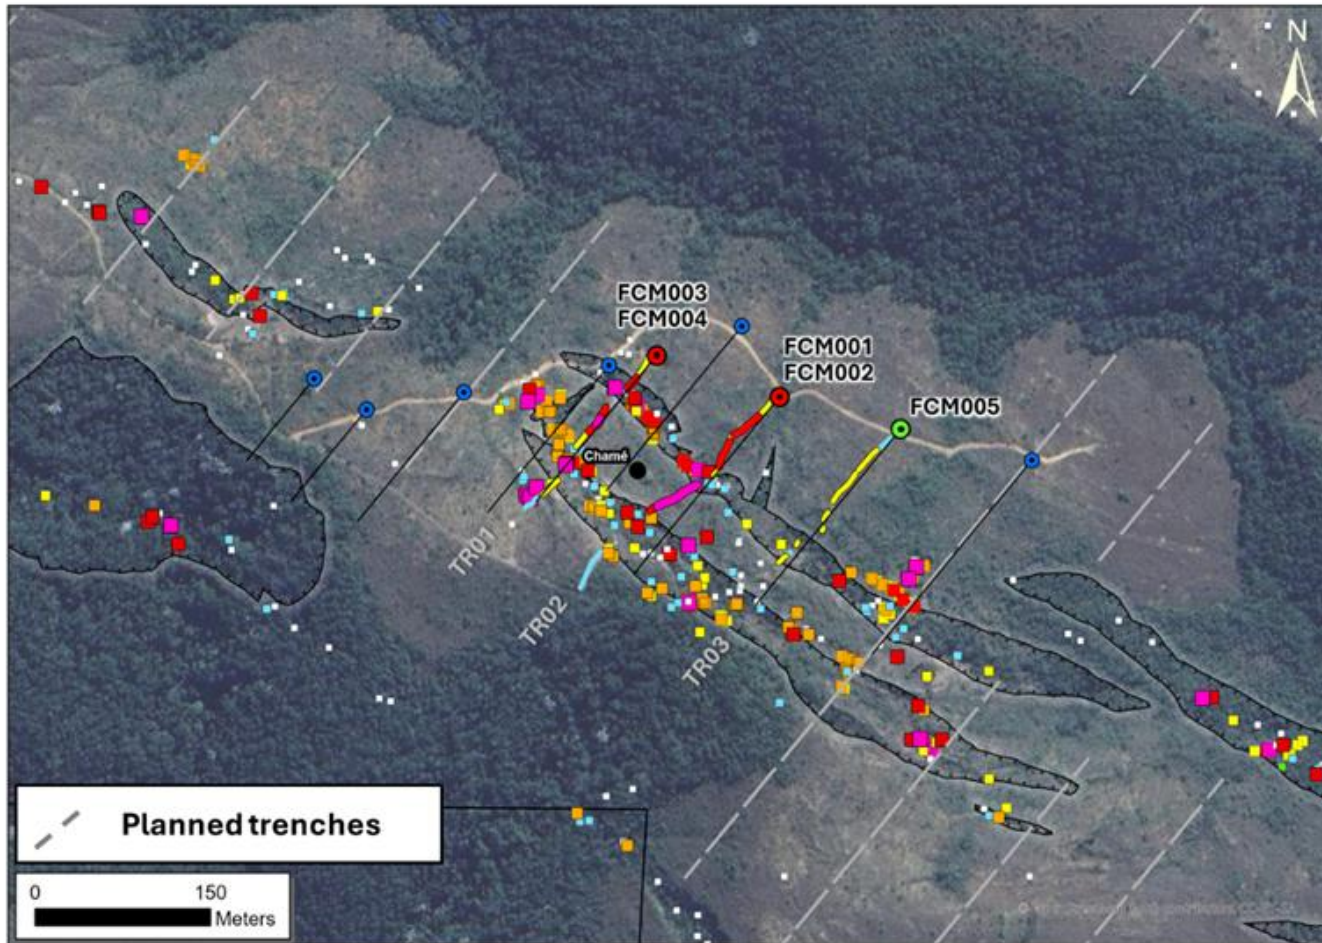 N
FCM003
FCM004
FCM001
FCM002
FCM005
Chamé
TR01
TR02
TR03
Planned trenches
0 150
Meters